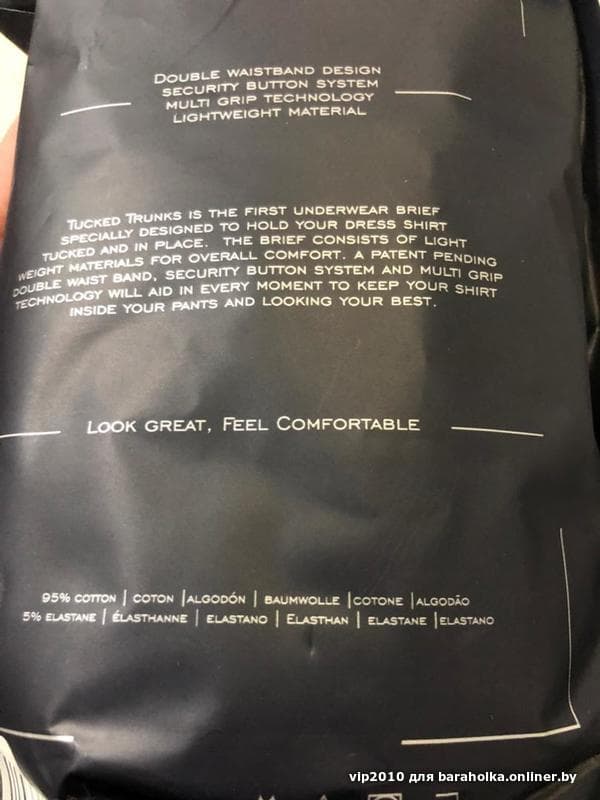 DOUBLE WAISTBAND DESIGN
SECURITY BUTTON SYSTEM
MULTI GRIP TECHNOLOGY
LIGHTWEIGHT MATERIAL
TUCKED TRUNKS IS THE FIRST UNDERWEAR BRIEF
SPECIALLY DESIGNED TO HOLD YOUR DRESS SHIRT
TUCKED AND IN PLACE. THE BRIEF CONSISTS OF LIGHT
WEIGHT MATERIALS FOR OVERALL COMFORT. A PATENT PENDING
DOUBLE WAIST BAND, SECURITY BUTTON SYSTEM AND MULTI GRIP
TECHNOLOGY WILL AID IN EVERY MOMENT TO KEEP YOUR SHIRT
INSIDE YOUR PANTS AND LOOKING YOUR BEST.
LOOK GREAT, FEEL COMFORTABLE
95% COTTON | COTON | ALGODÓN | BAUMWOLLE | COTONE | ALGODÃO
5% ELASTANE | ÉLASTHANNE | ELASTANO | ELASTHAN | ELASTANE | ELASTANO
vip2010 для baraholka.onliner.by